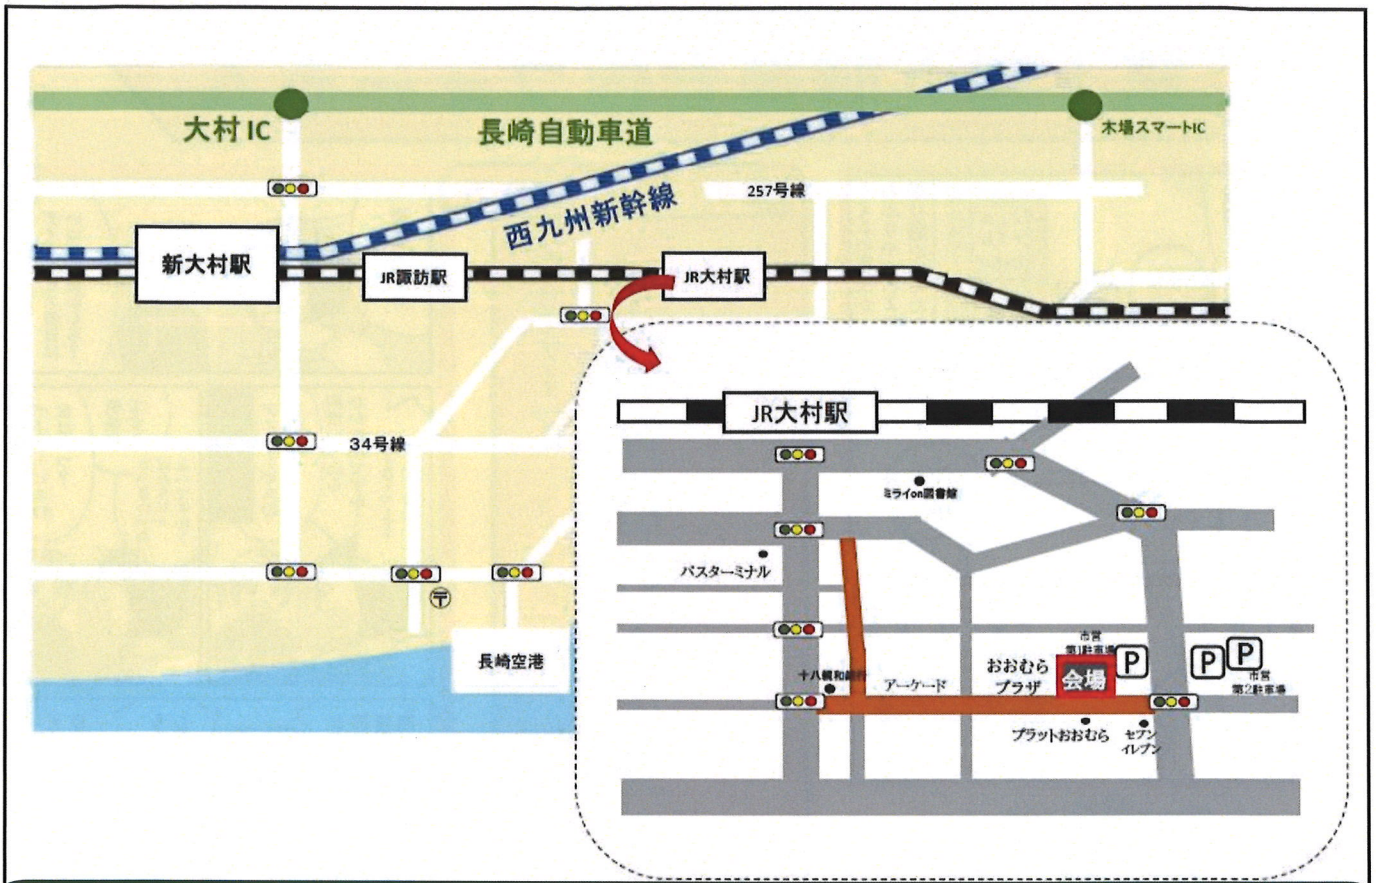 大村 IC
長崎自動車道
木場スマートIC
257号線
西九州新幹線
新大村駅
JR諏訪駅
JR大村駅
34号線
〒
長崎空港
JR大村駅
ミライon図書館
バスターミナル
市営
第1駐車場
P
P
P
市営
第2駐車場
おおむら
プラザ
会場
十八親和銀行
アーケード
プラットおおむら
セブン
イレブン